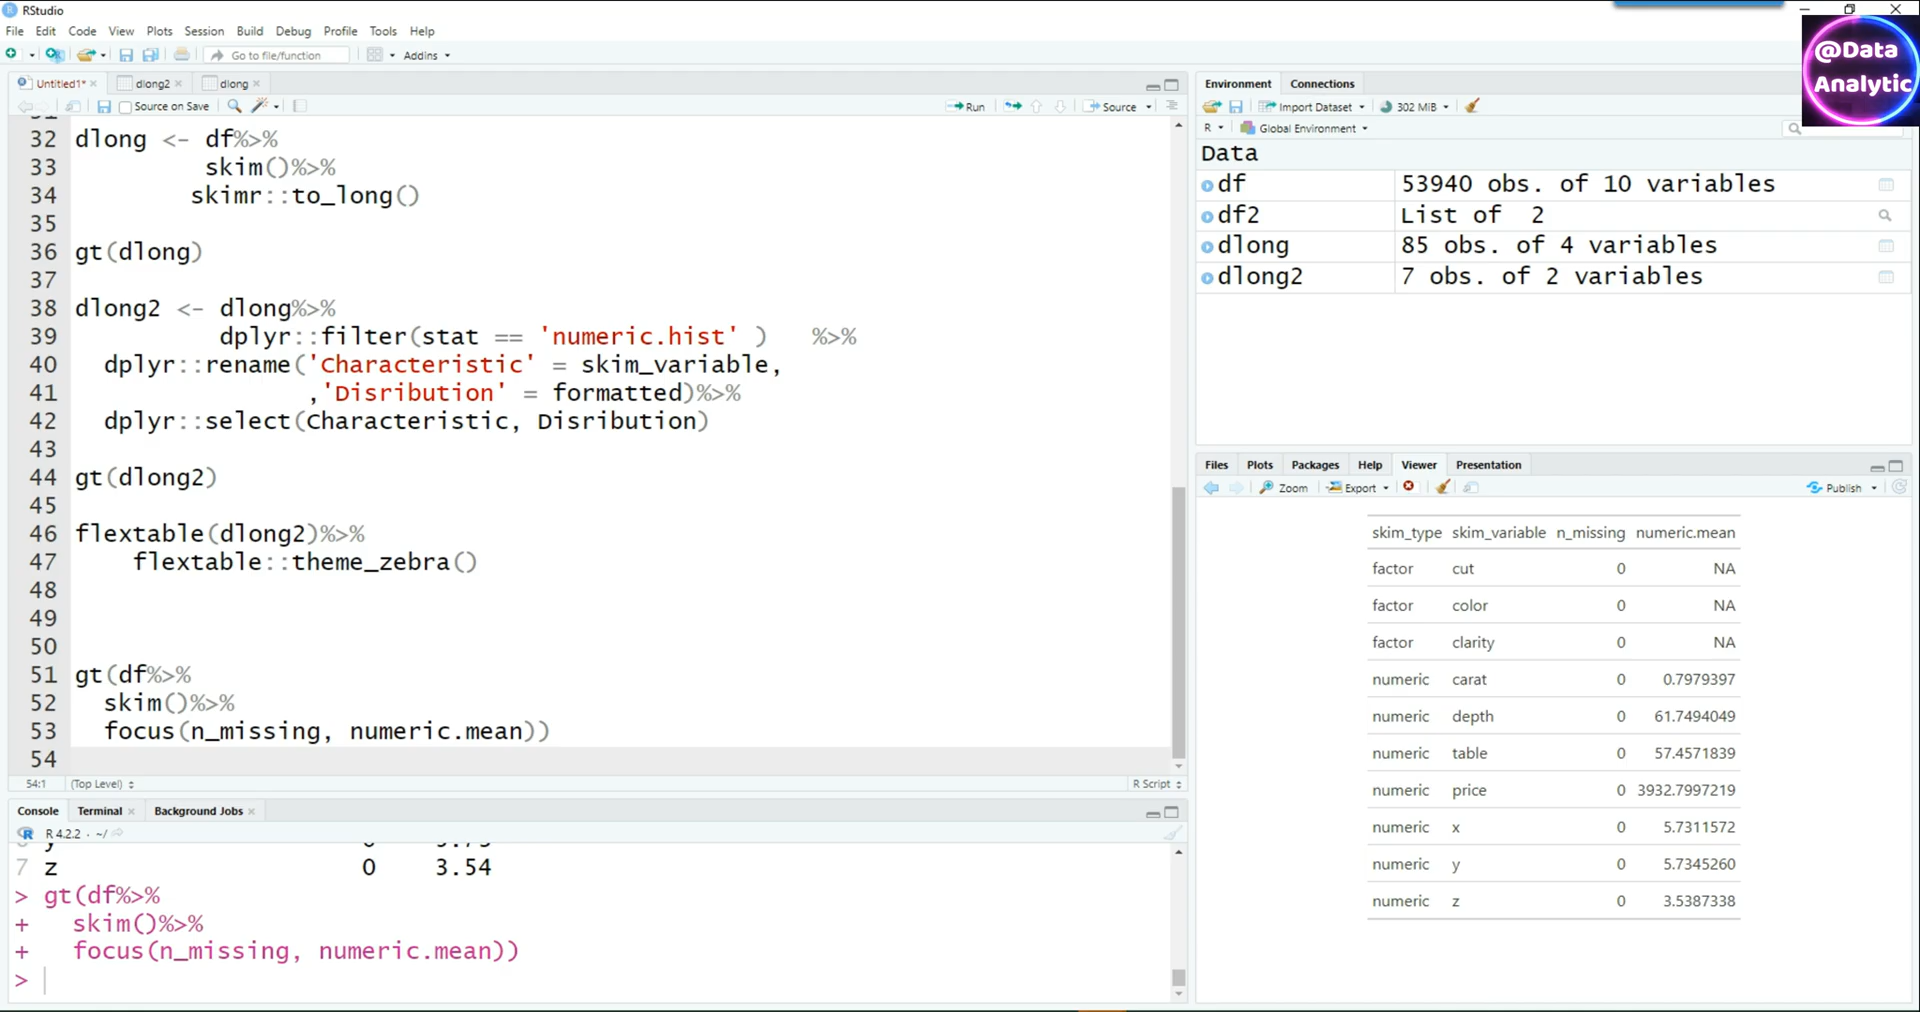 RStudio
File Edit Code View Plots Session Build Debug Profile Tools Help
Go to file/function Addins
@Data
Analytic
Untitled1* dlong2 dlong
Source on Save Run Source
32 dlong <- df%>%
33 skim()%>%
34 skimr::to_long()
35
36 gt(dlong)
37
38 dlong2 <- dlong%>%
39 dplyr::filter(stat == 'numeric.hist' ) %>%
40 dplyr::rename('Characteristic' = skim_variable,
41 ,'Disribution' = formatted)%>%
42 dplyr::select(Characteristic, Disribution)
43
44 gt(dlong2)
45
46 flextable(dlong2)%>%
47 flextable::theme_zebra()
48
49
50
51 gt(df%>%
52 skim()%>%
53 focus(n_missing, numeric.mean))
54
54:1 (Top Level) R Script
Console Terminal Background Jobs
R 4.2.2 · ~/
7 z 0 3.54
> gt(df%>%
+ skim()%>%
+ focus(n_missing, numeric.mean))
>
Environment Connections
Import Dataset 302 MiB
R Global Environment
Data
df 53940 obs. of 10 variables
df2 List of 2
dlong 85 obs. of 4 variables
dlong2 7 obs. of 2 variables
Files Plots Packages Help Viewer Presentation
Zoom Export Publish
skim_type skim_variable n_missing numeric.mean
factor cut 0 NA
factor color 0 NA
factor clarity 0 NA
numeric carat 0 0.7979397
numeric depth 0 61.7494049
numeric table 0 57.4571839
numeric price 0 3932.7997219
numeric x 0 5.7311572
numeric y 0 5.7345260
numeric z 0 3.5387338